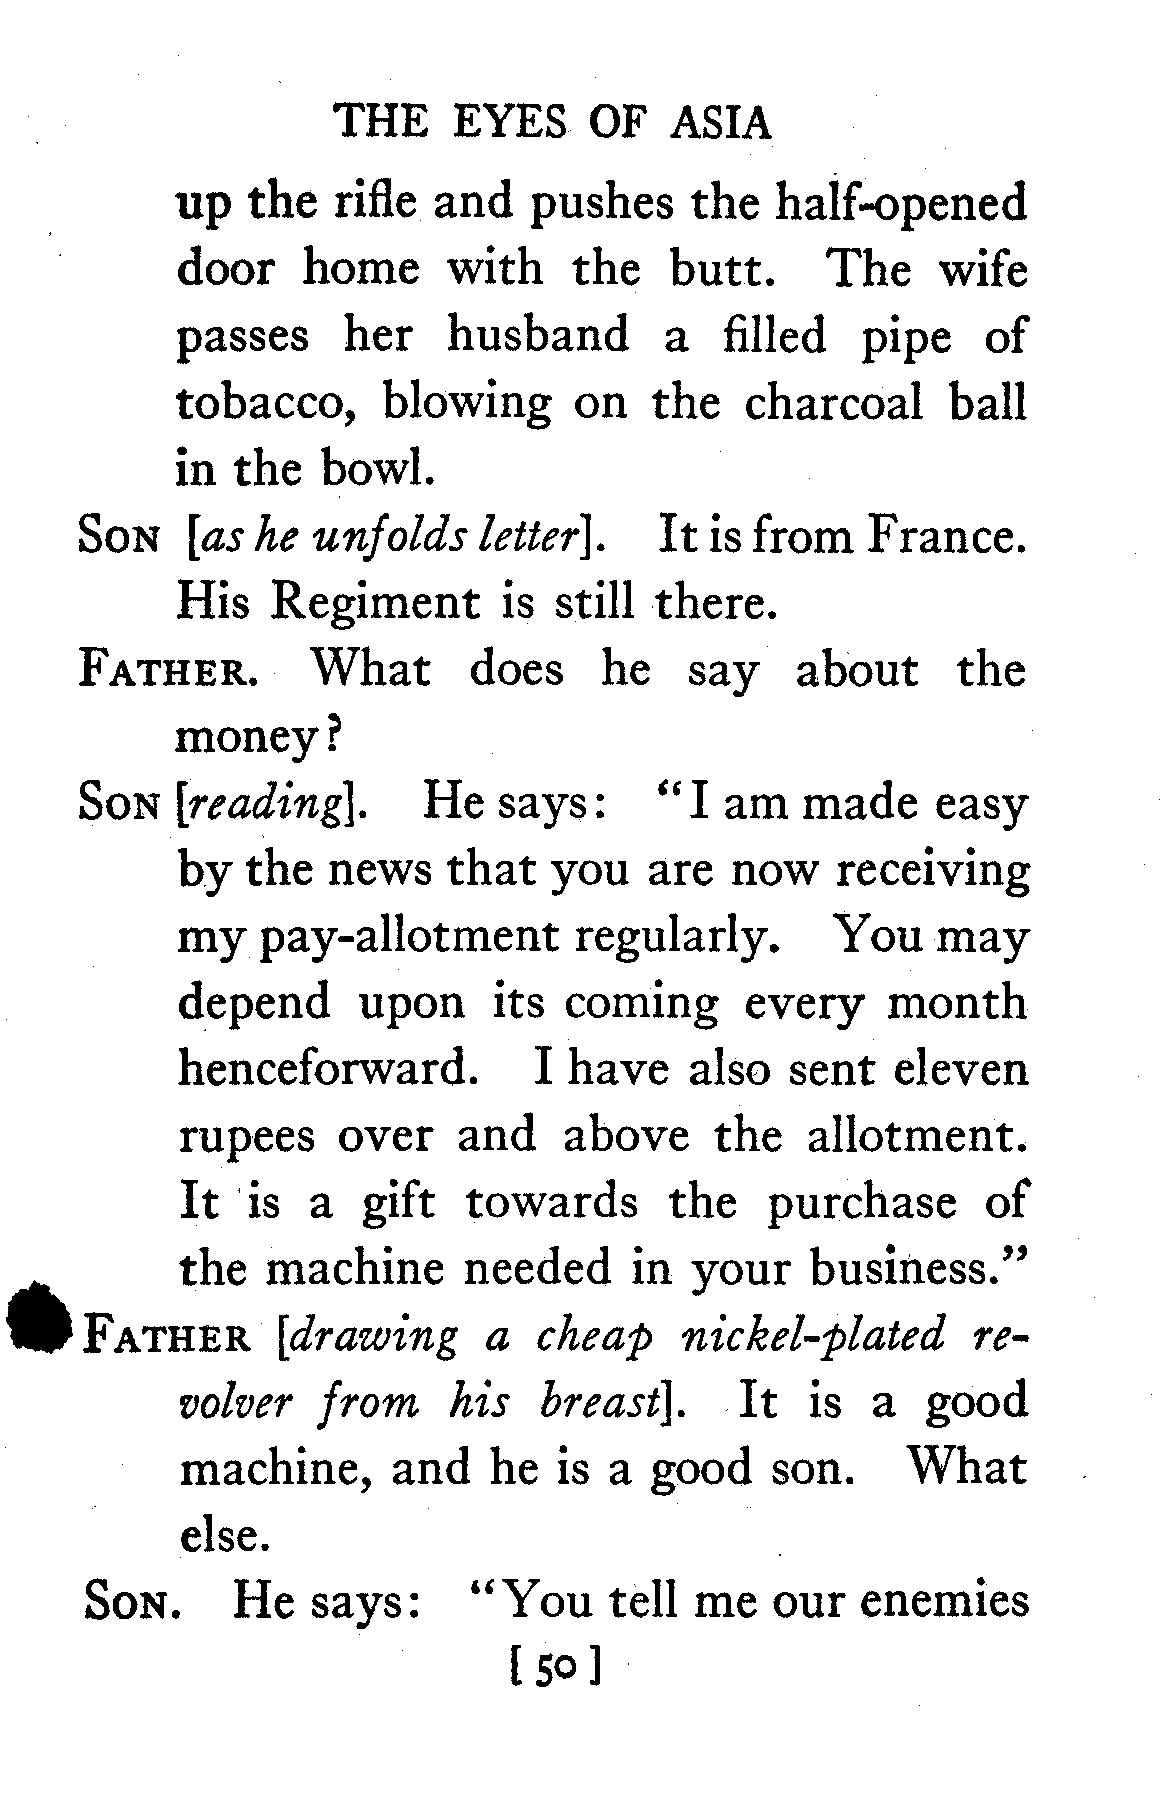 THE EYES OF ASIA
up the rifle and pushes the half-opened
door home with the butt. The wife
passes her husband a filled pipe of
tobacco, blowing on the charcoal ball
in the bowl.
SON [as he unfolds letter]. It is from France.
His Regiment is still there.
FATHER. What does he say about the
money?
SON [reading]. He says: "I am made easy
by the news that you are now receiving
my pay-allotment regularly. You may
depend upon its coming every month
henceforward. I have also sent eleven
rupees over and above the allotment.
It is a gift towards the purchase of
the machine needed in your business."
FATHER [drawing a cheap nickel-plated re-
volver from his breast]. It is a good
machine, and he is a good son. What
else.
SON. He says: "You tell me our enemies
[ 50 ]